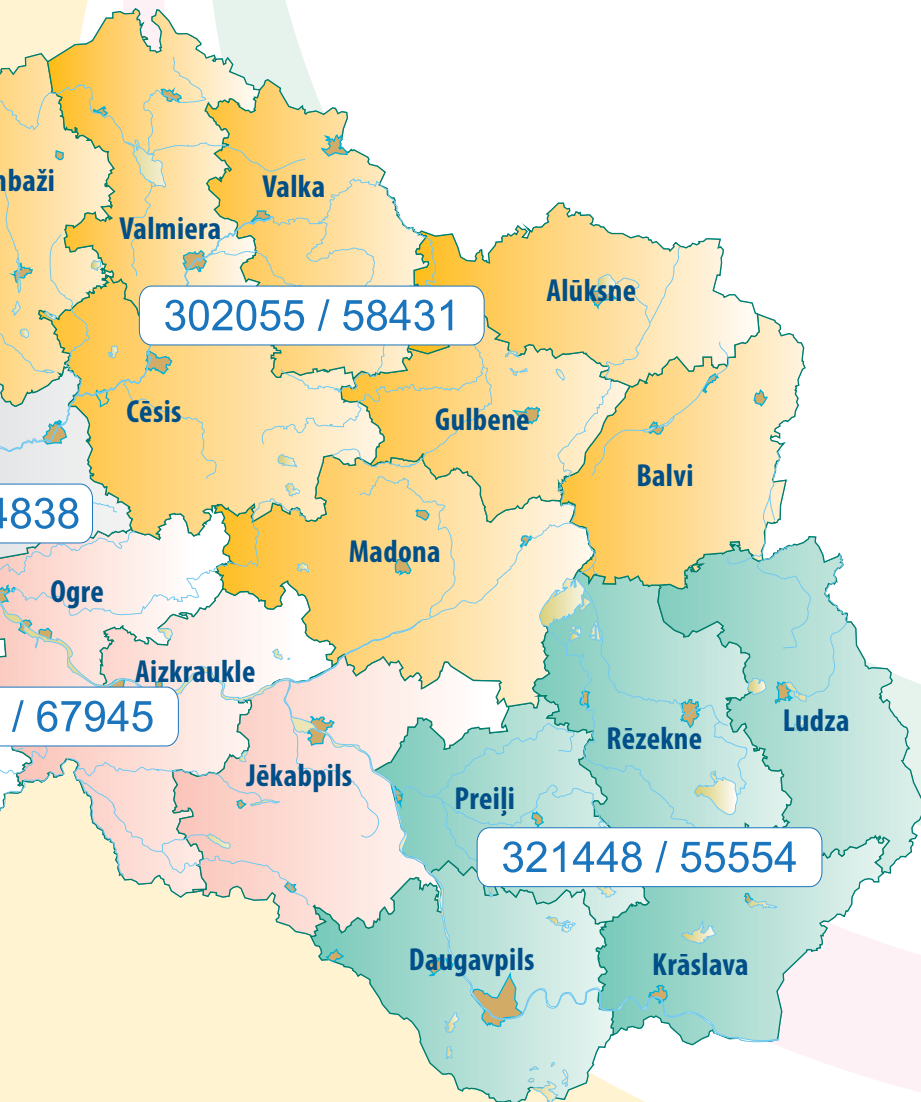 nbaži
Valka
Valmiera
Alūksne
302055 / 58431
Cēsis
Gulbene
Balvi
4838
Madona
Ogre
Aizkraukle
/ 67945
Rēzekne
Ludza
Jēkabpils
Preiļi
321448 / 55554
Daugavpils
Krāslava